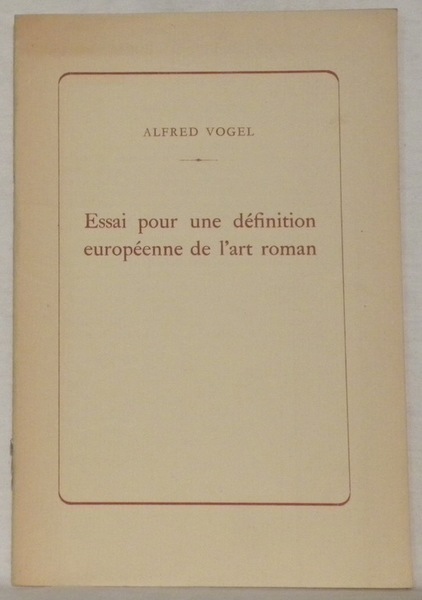 ALFRED VOGEL
Essai pour une définition
européenne de l'art roman